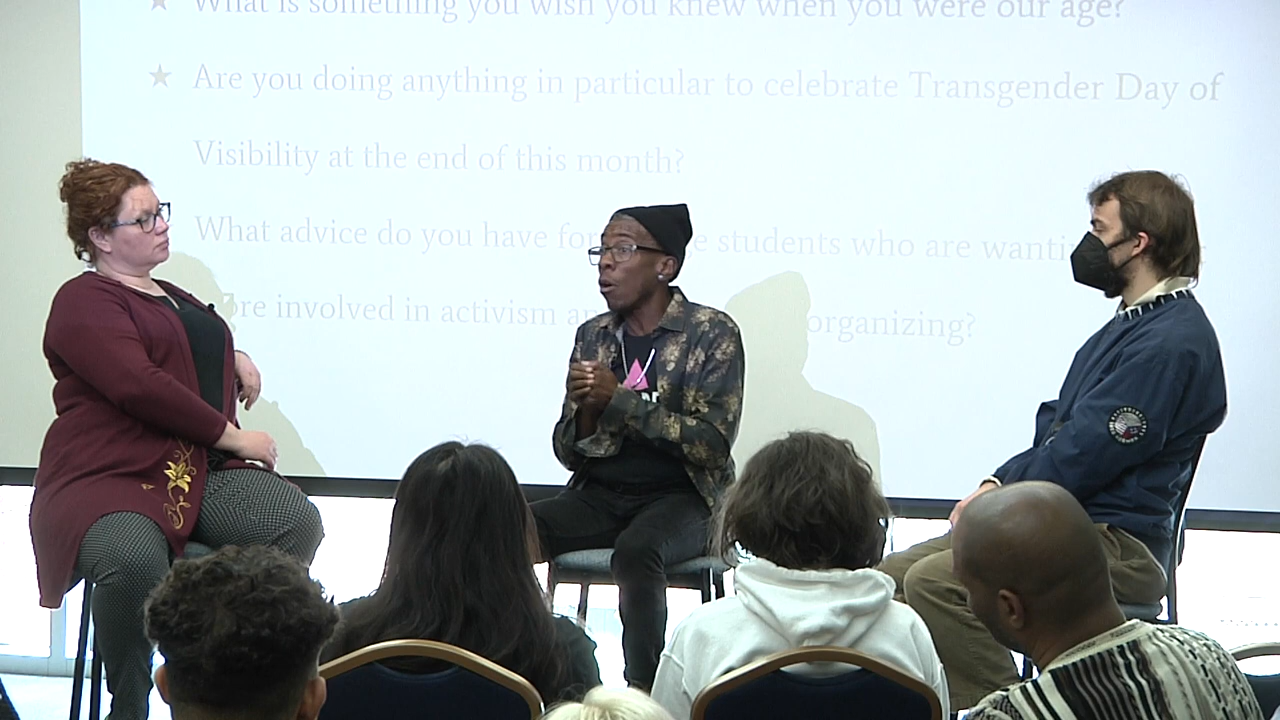 ★ What is something you wish you knew when you were our age?
★ Are you doing anything in particular to celebrate Transgender Day of
Visibility at the end of this month?
What advice do you have for students who are
involved in activism organizing?